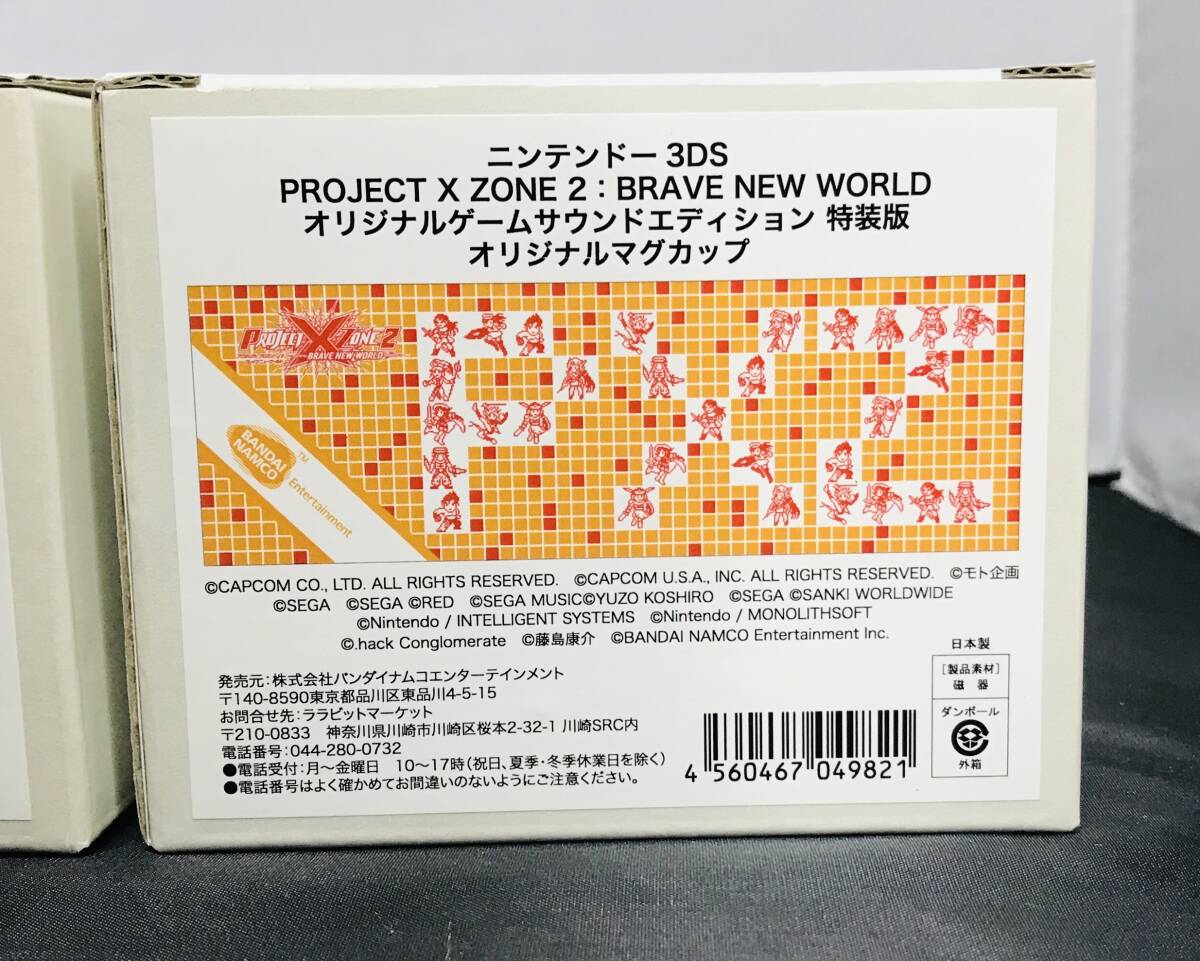 ニンテンドー3DS
PROJECT X ZONE 2：BRAVE NEW WORLD
オリジナルゲームサウンドエディション 特装版
オリジナルマグカップ
PROJECT X ZONE 2
BRAVE NEW WORLD
BANDAI
NAMCO
TM
Entertainment
©CAPCOM CO., LTD. ALL RIGHTS RESERVED. ©CAPCOM U.S.A., INC. ALL RIGHTS RESERVED. ©モト企画
©SEGA ©SEGA ©RED ©SEGA MUSIC©YUZO KOSHIRO ©SEGA ©SANKI WORLDWIDE
©Nintendo / INTELLIGENT SYSTEMS ©Nintendo / MONOLITHSOFT
©.hack Conglomerate ©藤島康介 ©BANDAI NAMCO Entertainment Inc.
発売元：株式会社バンダイナムコエンターテインメント
〒140-8590東京都品川区東品川4-5-15
お問合せ先：ララビットマーケット
〒210-0833 神奈川県川崎市川崎区桜本2-32-1 川崎SRC内
電話番号：044-280-0732
●電話受付：月～金曜日 10～17時（祝日、夏季・冬季休業日を除く）
●電話番号はよく確かめてお間違いのないようにご注意ください。
4 560467 049821
日本製
［製品素材］
磁 器
ダンボール
外箱